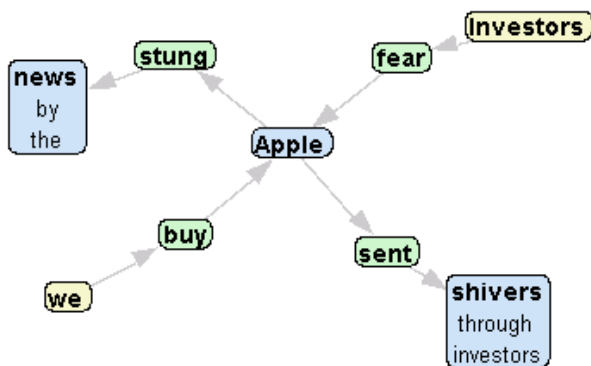 Investors
stung
fear
news
by
the
Apple
buy
sent
we
shivers
through
investors